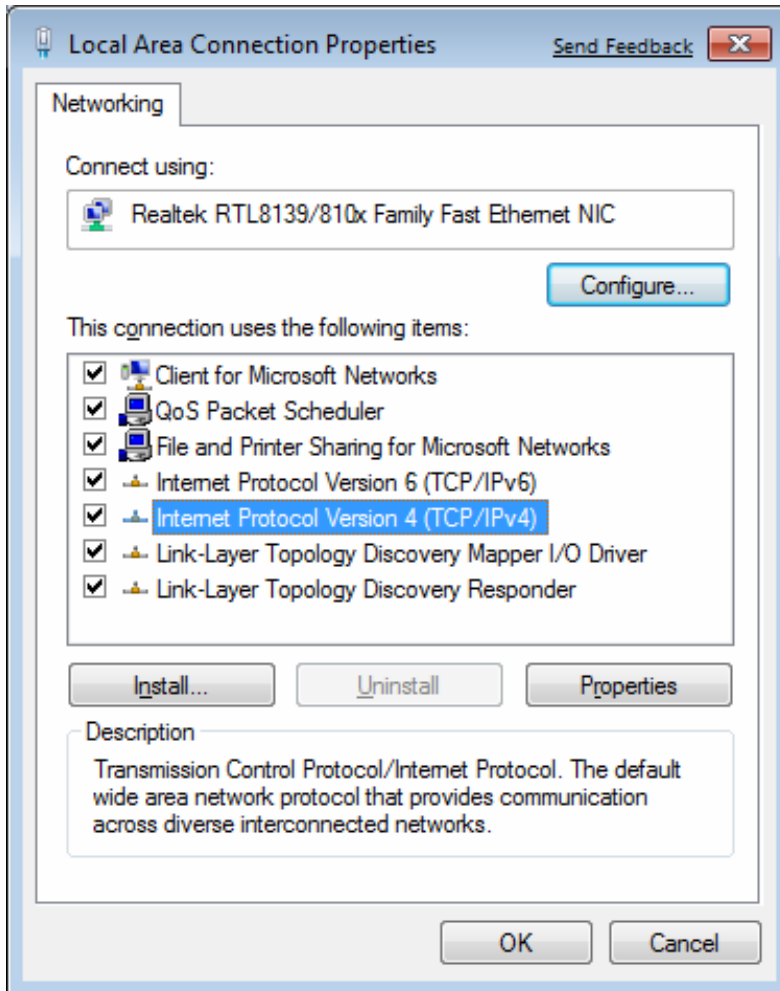 Local Area Connection Properties
Send Feedback
Networking
Connect using:
Realtek RTL8139/810x Family Fast Ethernet NIC
Configure...
This connection uses the following items:
Client for Microsoft Networks
QoS Packet Scheduler
File and Printer Sharing for Microsoft Networks
Internet Protocol Version 6 (TCP/IPv6)
Internet Protocol Version 4 (TCP/IPv4)
Link-Layer Topology Discovery Mapper I/O Driver
Link-Layer Topology Discovery Responder
Install...
Uninstall
Properties
Description
Transmission Control Protocol/Internet Protocol. The default
wide area network protocol that provides communication
across diverse interconnected networks.
OK
Cancel